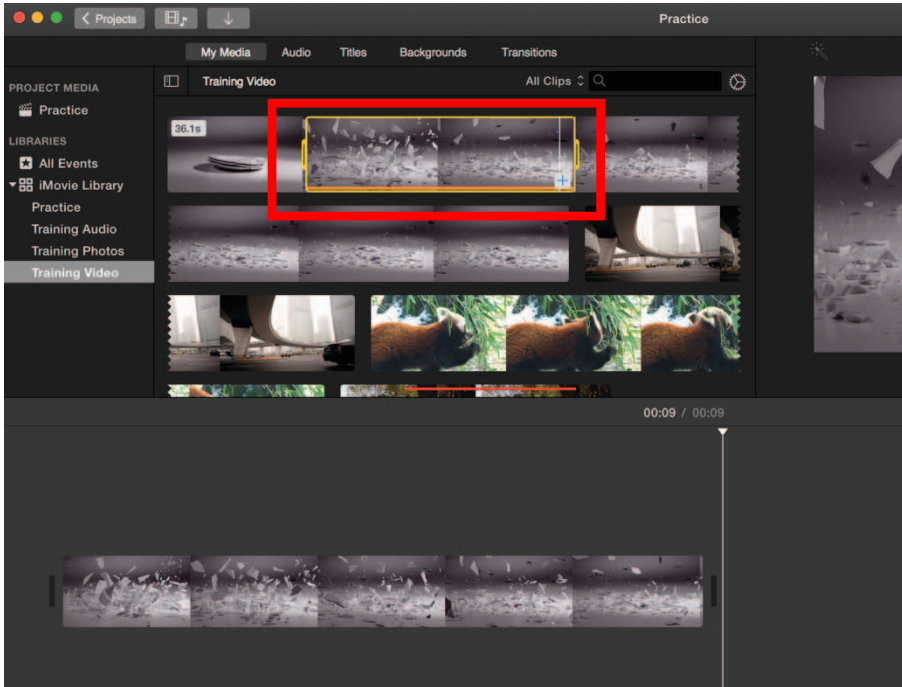 Projects
Practice
My Media Audio Titles Backgrounds Transitions
PROJECT MEDIA
Practice
LIBRARIES
All Events
iMovie Library
Practice
Training Audio
Training Photos
Training Video
Training Video All Clips
36.1s
00:09 / 00:09